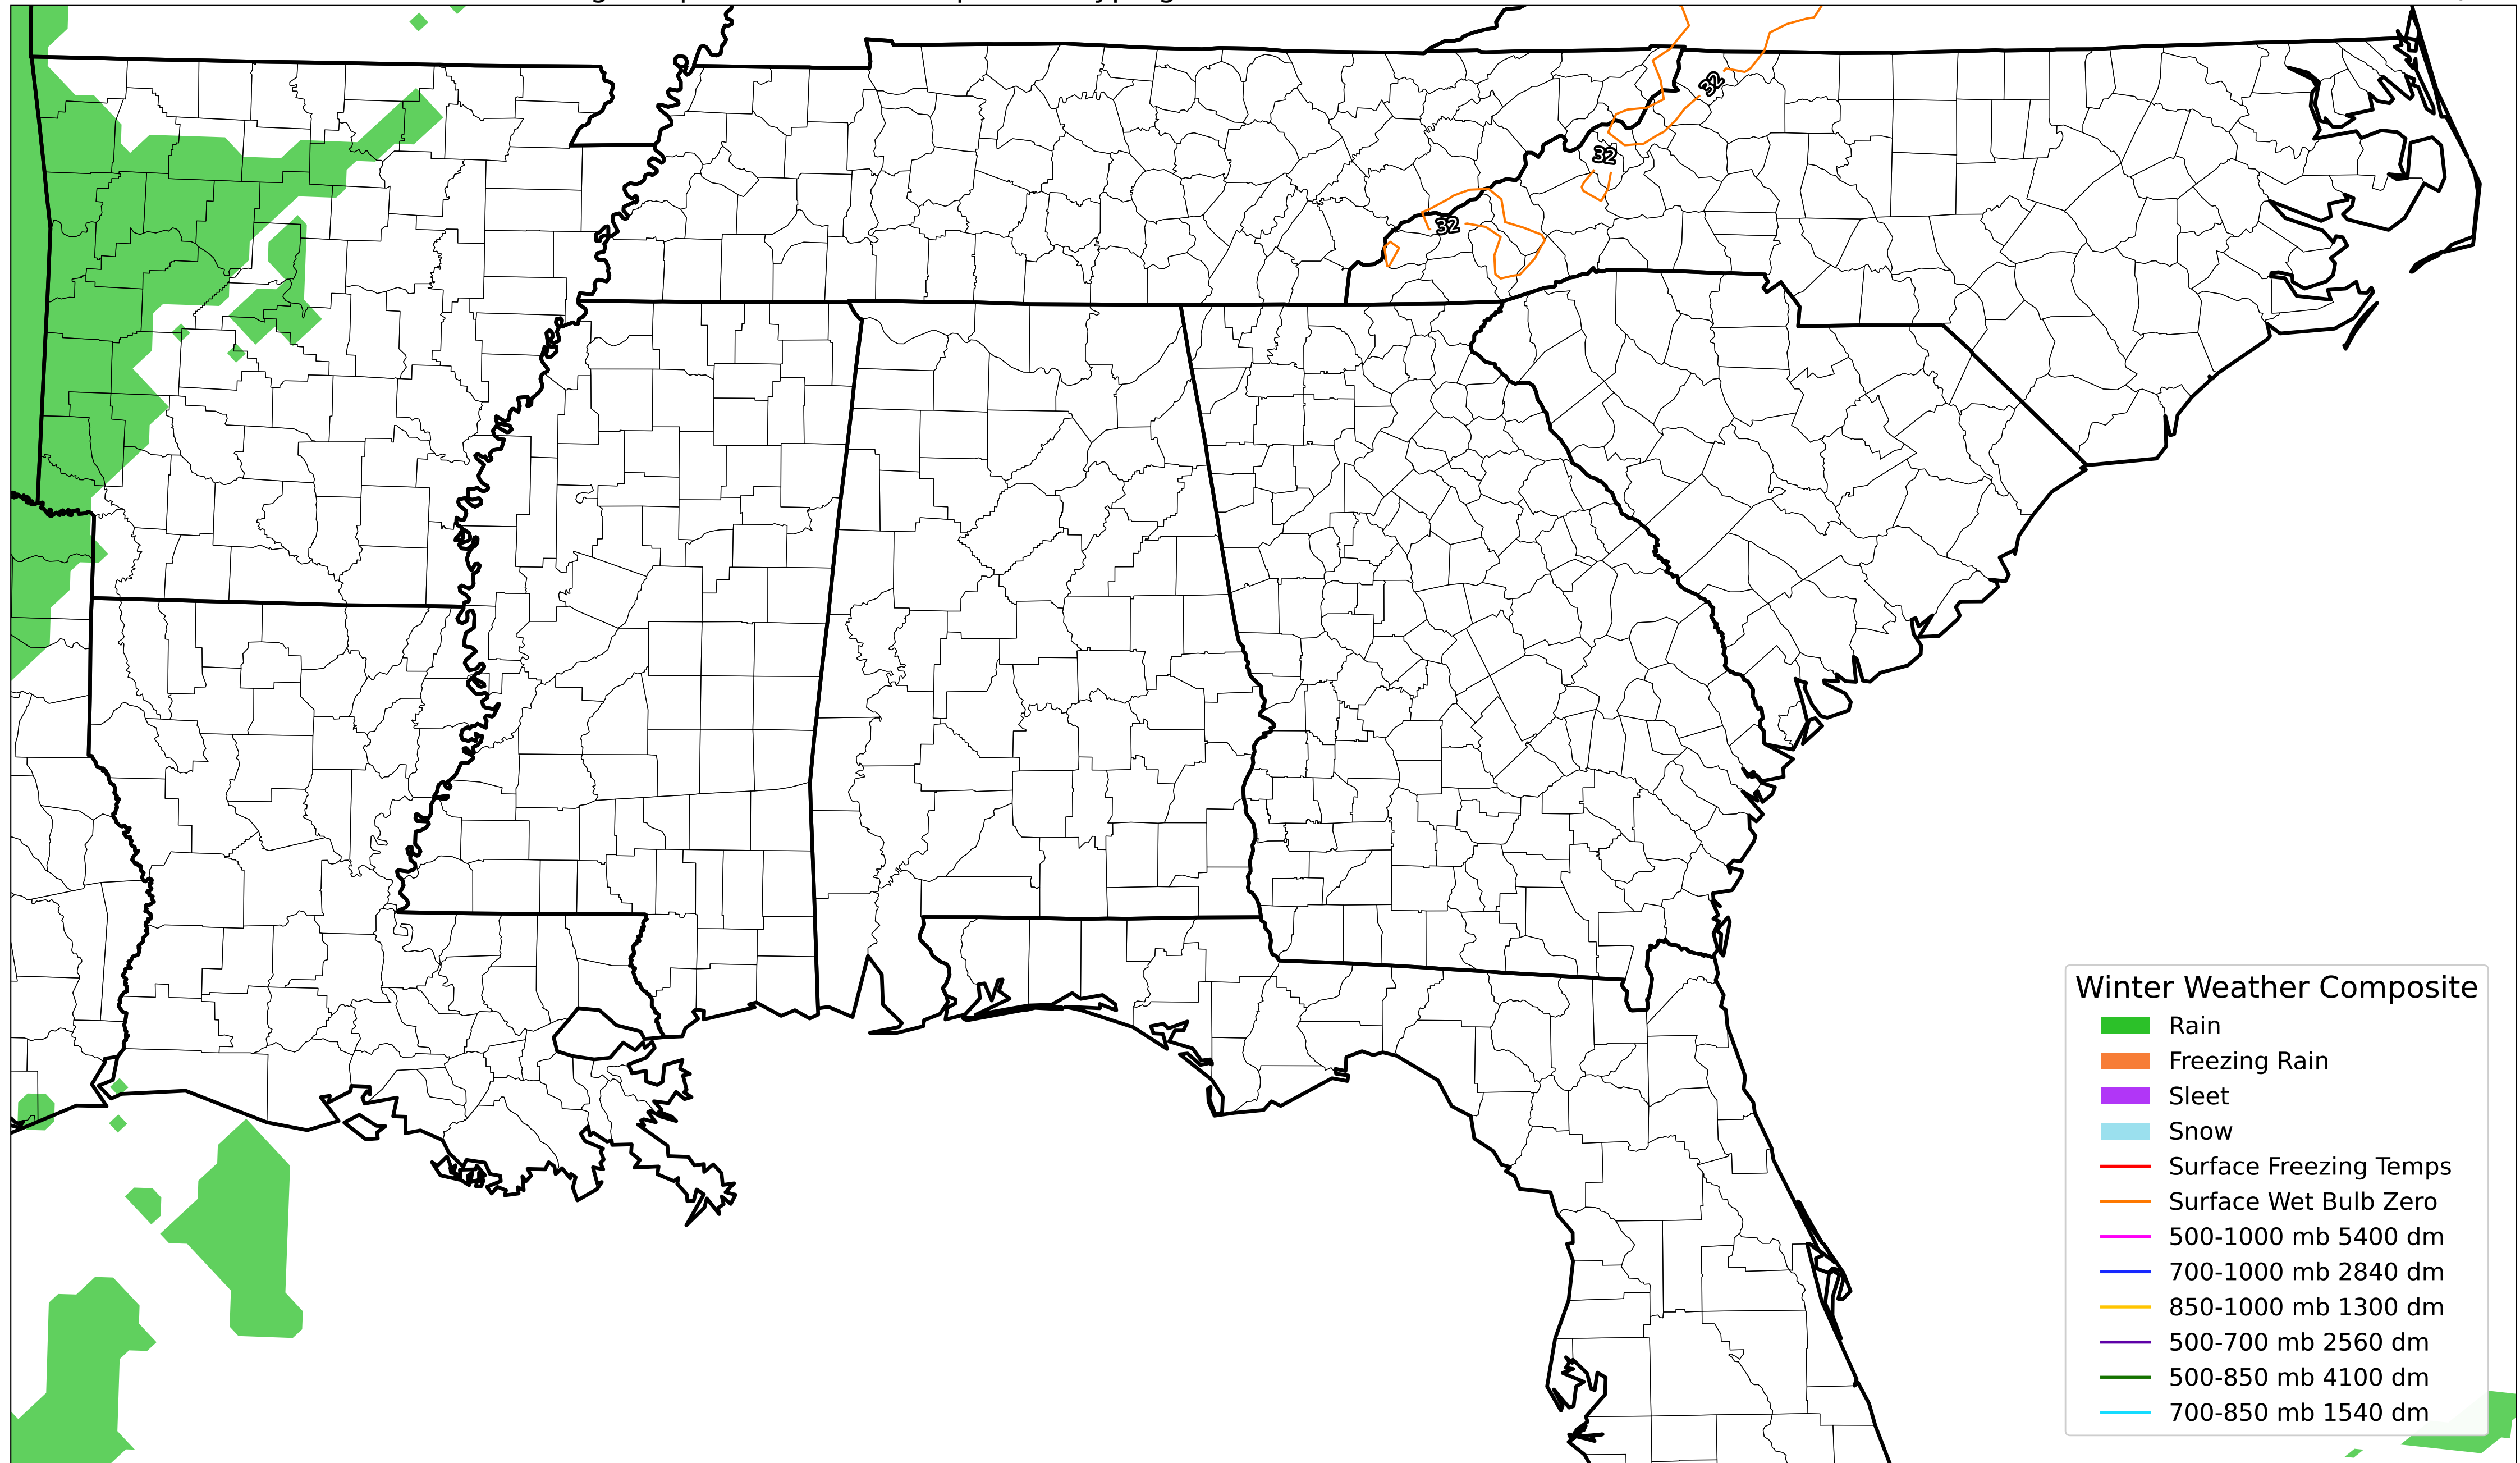 32
32
32
Winter Weather Composite
Rain
Freezing Rain
Sleet
Snow
Surface Freezing Temps
Surface Wet Bulb Zero
500-1000 mb 5400 dm
700-1000 mb 2840 dm
850-1000 mb 1300 dm
500-700 mb 2560 dm
500-850 mb 4100 dm
700-850 mb 1540 dm